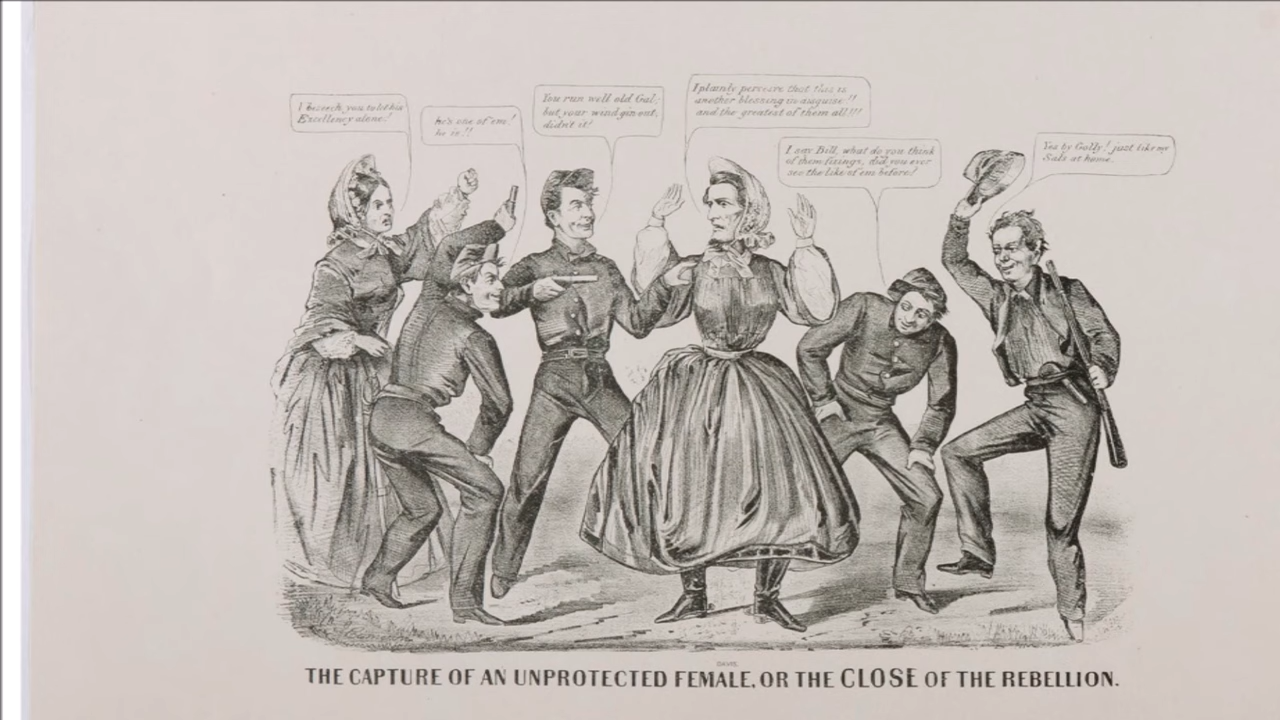 I beseech you to let his
Excellency alone!
he's one of em!
he is!!
You run well old Gal,
but your wind gin out,
didn't it?
I plainly perceive that this is
another blessing in disguise!!
and the greatest of them all!!!
I say Bill, what do you think
of them fixings, did you ever
see the like of em before?
Yes by Golly! just like my
Sals at home.
DAVIS
THE CAPTURE OF AN UNPROTECTED FEMALE, OR THE CLOSE OF THE REBELLION.